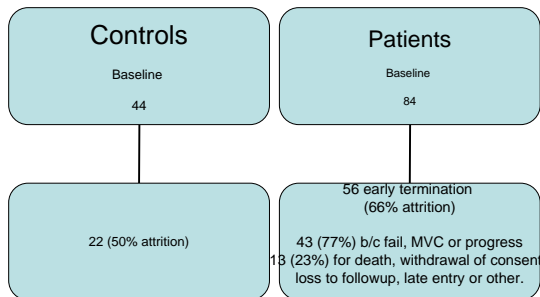 Controls
Baseline
44
Patients
Baseline
84
22 (50% attrition)
56 early termination
(66% attrition)
43 (77%) b/c fail, MVC or progress
13 (23%) for death, withdrawal of consent
loss to followup, late entry or other.